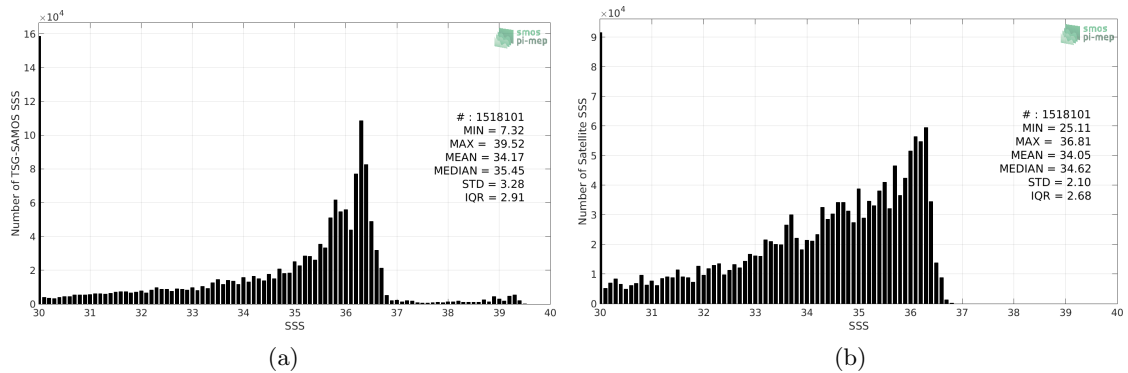 ×10⁴
smos
pi-mep
Number of TSG-SAMOS SSS
16
14
12
10
8
6
4
2
0
# : 1518101
MIN = 7.32
MAX = 39.52
MEAN = 34.17
MEDIAN = 35.45
STD = 3.28
IQR = 2.91
30 31 32 33 34 35 36 37 38 39 40
SSS
(a)
×10⁴
smos
pi-mep
Number of Satellite SSS
9
8
7
6
5
4
3
2
1
0
# : 1518101
MIN = 25.11
MAX = 36.81
MEAN = 34.05
MEDIAN = 34.62
STD = 2.10
IQR = 2.68
30 31 32 33 34 35 36 37 38 39 40
SSS
(b)